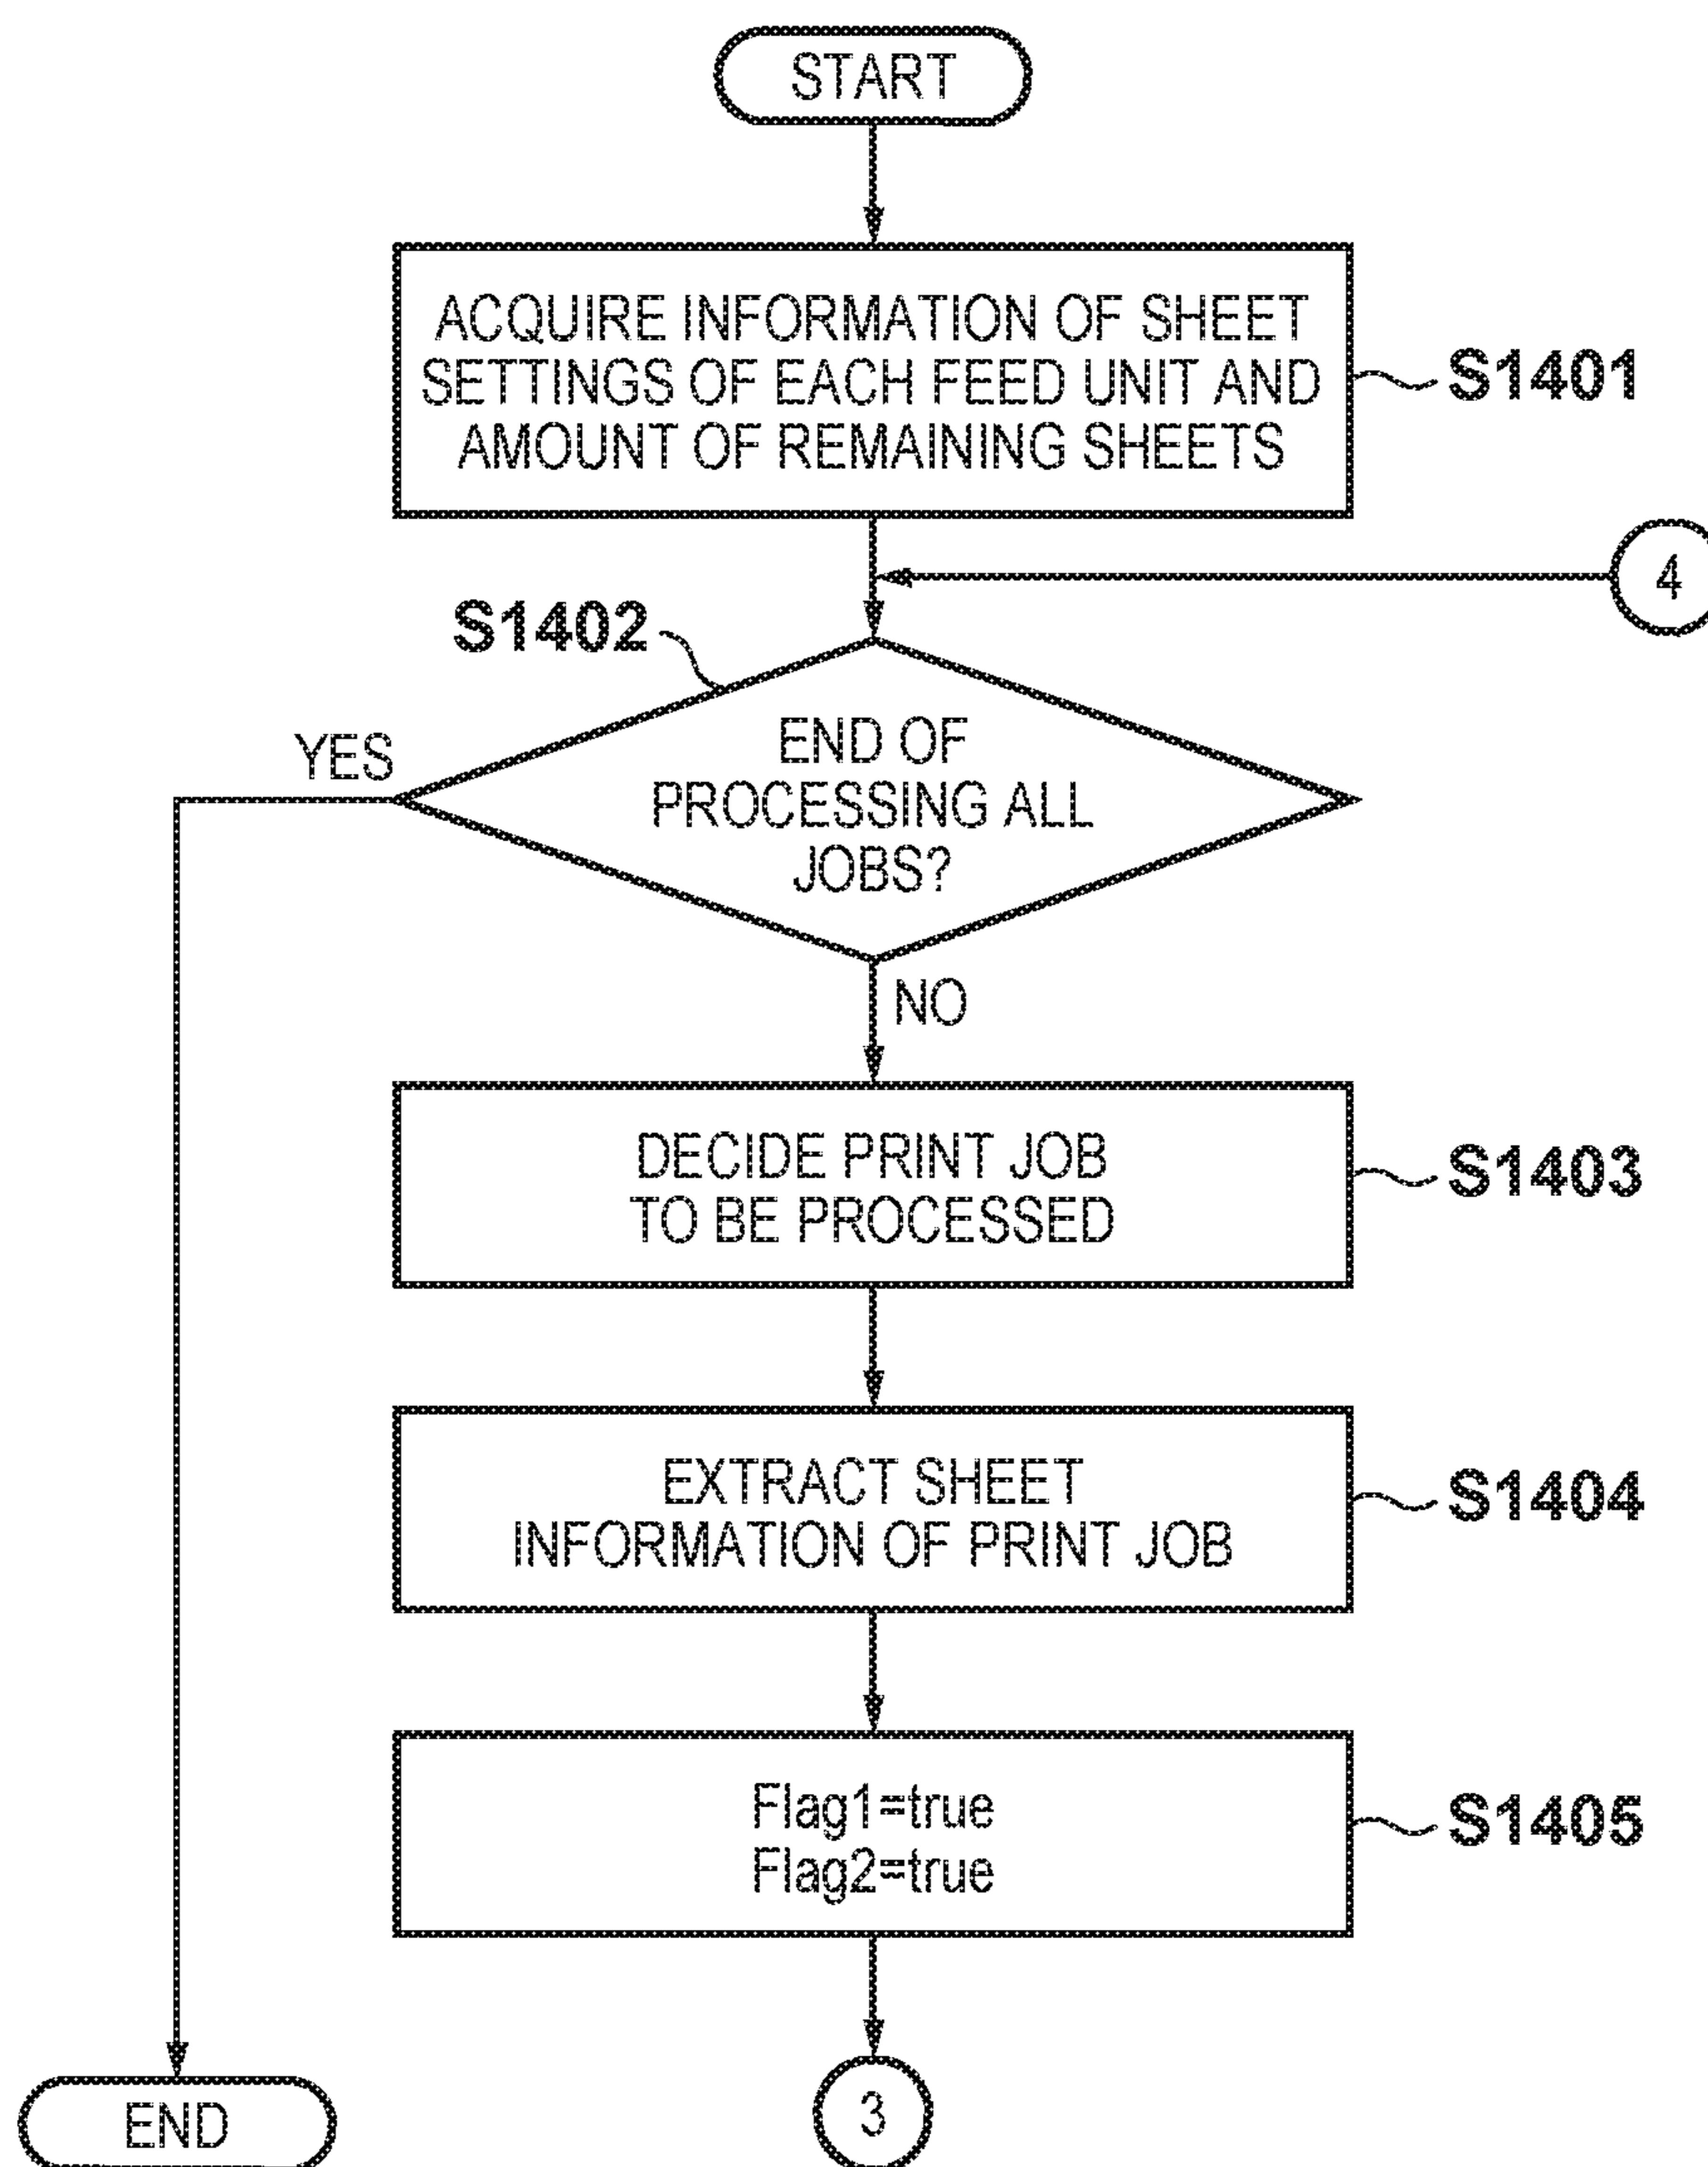 START
ACQUIRE INFORMATION OF SHEET
SETTINGS OF EACH FEED UNIT AND
AMOUNT OF REMAINING SHEETS
S1401
4
S1402
END OF
PROCESSING ALL
JOBS?
YES
NO
DECIDE PRINT JOB
TO BE PROCESSED
S1403
EXTRACT SHEET
INFORMATION OF PRINT JOB
S1404
Flag1=true
Flag2=true
S1405
END
3